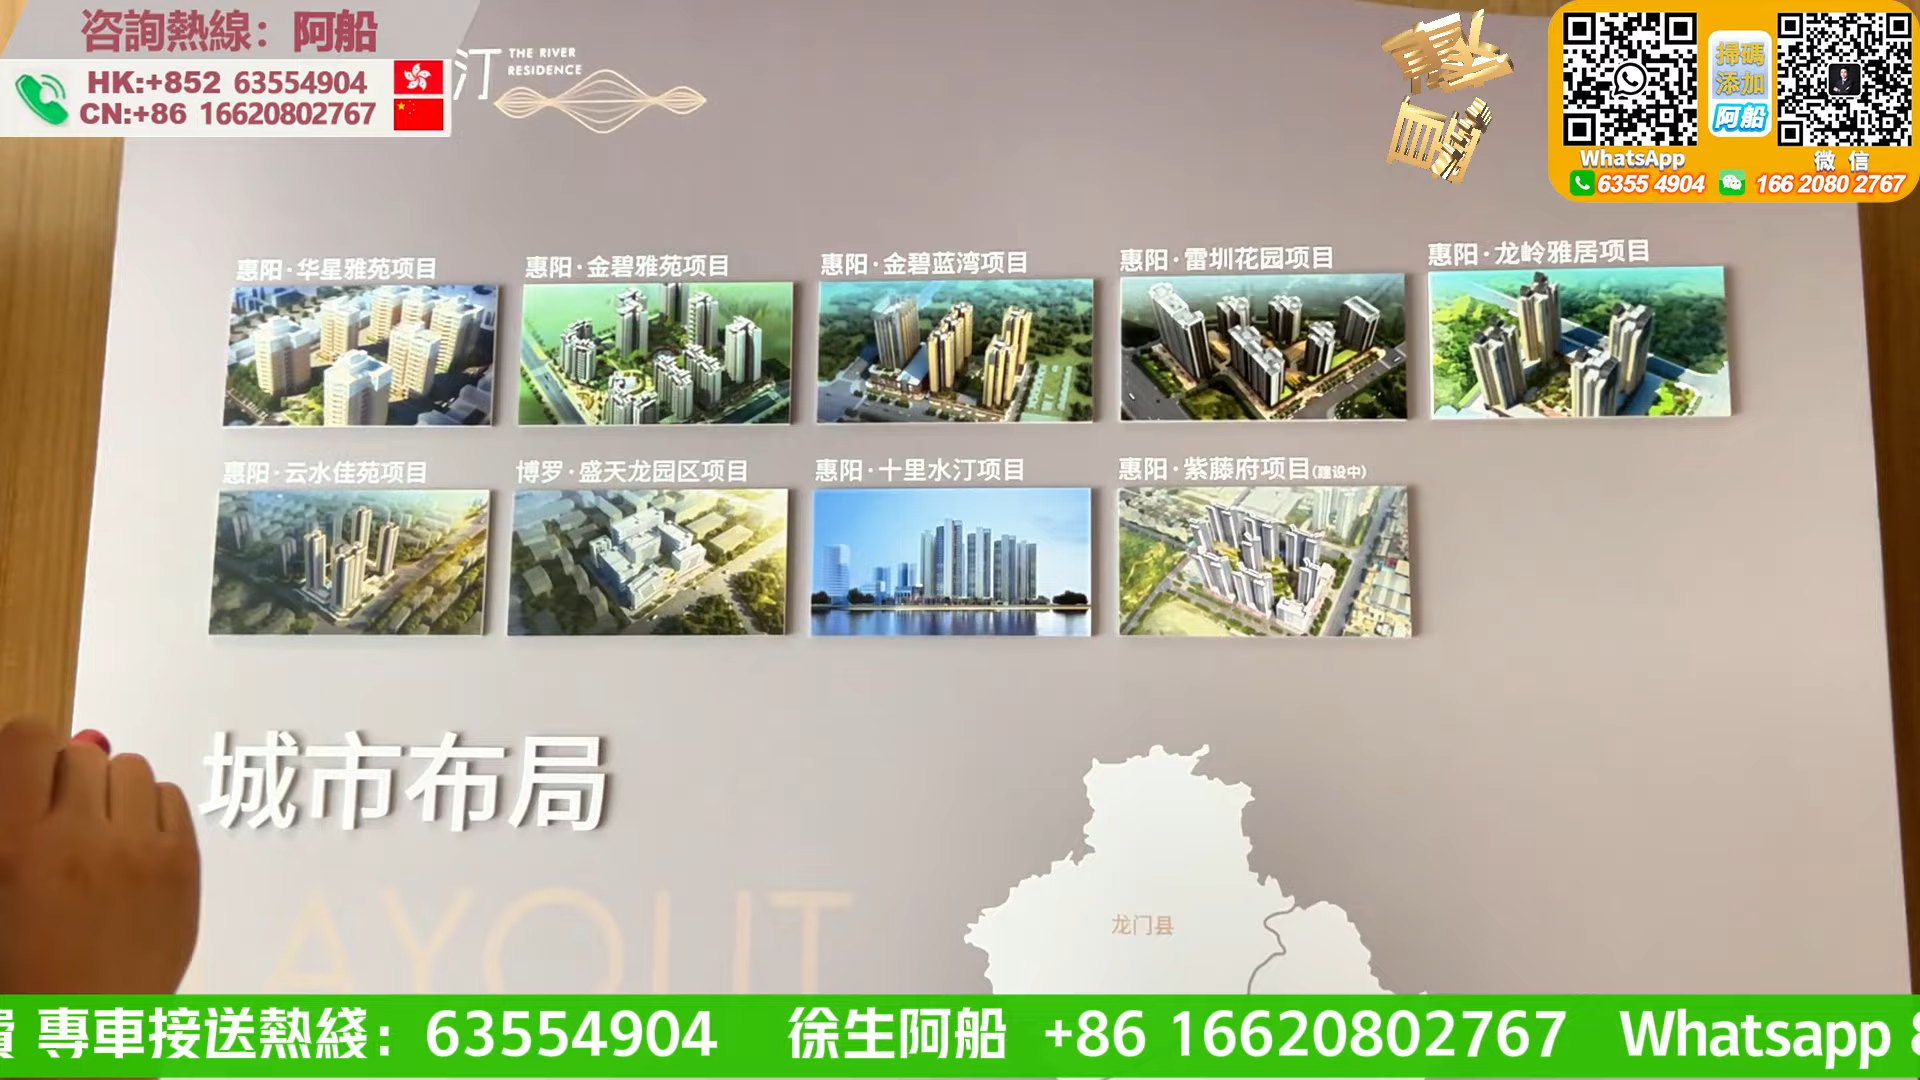 咨詢熱線：阿船
HK:+852 63554904
CN:+86 16620802767
汀 THE RIVER
RESIDENCE
掃碼
添加
阿船
WhatsApp
6355 4904
微 信
166 2080 2767
惠阳·华星雅苑项目
惠阳·金碧雅苑项目
惠阳·金碧蓝湾项目
惠阳·雷圳花园项目
惠阳·龙岭雅居项目
惠阳·云水佳苑项目
博罗·盛天龙园区项目
惠阳·十里水汀项目
惠阳·紫藤府项目(建设中)
城市布局
AYOUT
龙门县
專車接送熱綫：63554904 徐生阿船 +86 16620802767 Whatsapp